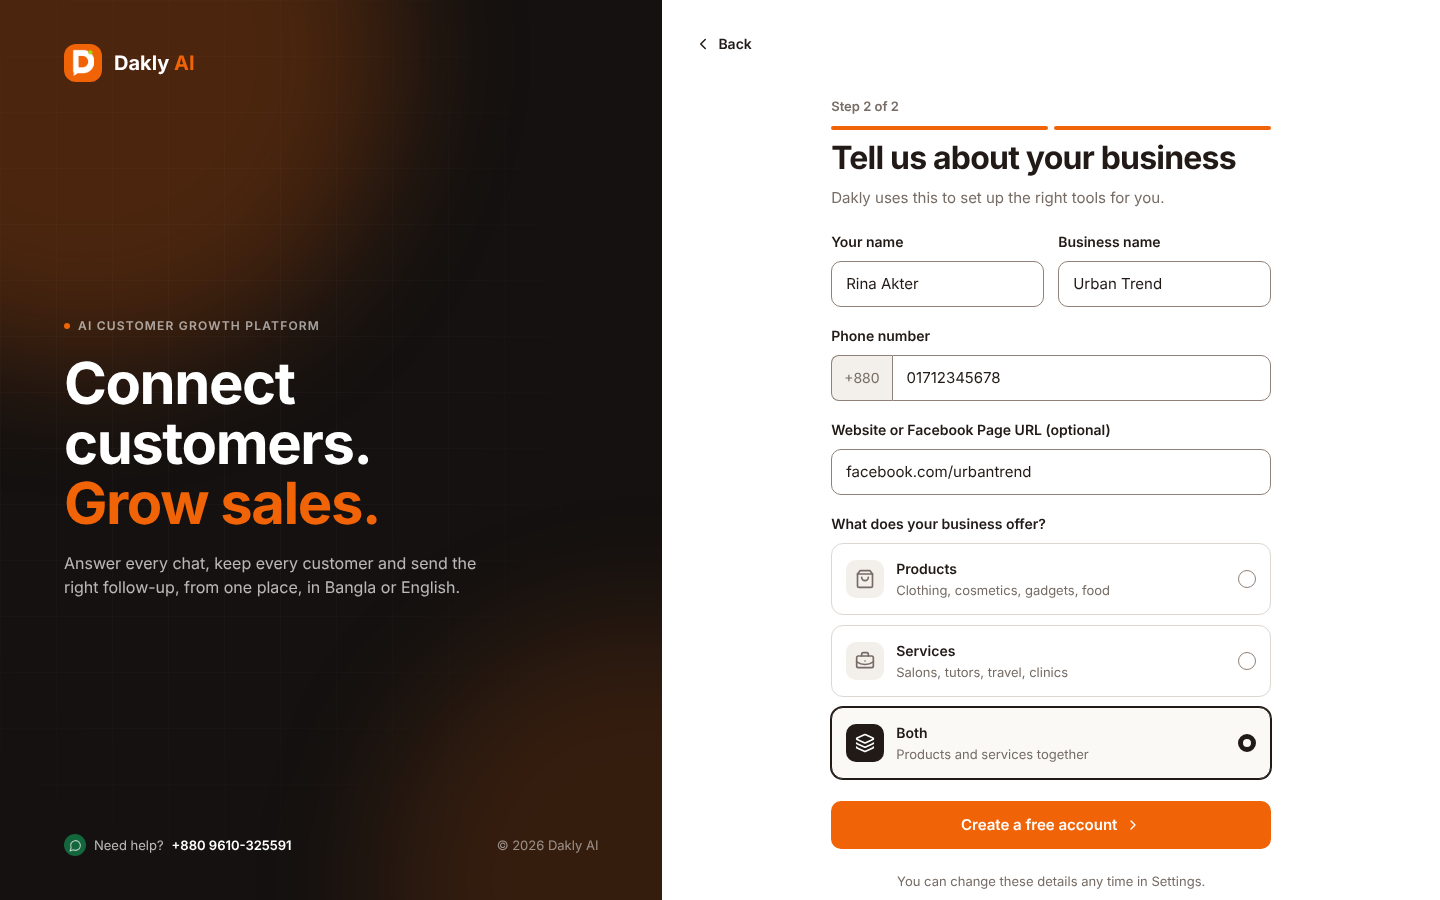 Dakly AI
AI CUSTOMER GROWTH PLATFORM
Connect
customers.
Grow sales.
Answer every chat, keep every customer and send the
right follow-up, from one place, in Bangla or English.
Need help? +880 9610-325591
© 2026 Dakly AI
Back
Step 2 of 2
Tell us about your business
Dakly uses this to set up the right tools for you.
Your name
Rina Akter
Business name
Urban Trend
Phone number
+880 01712345678
Website or Facebook Page URL (optional)
facebook.com/urbantrend
What does your business offer?
Products
Clothing, cosmetics, gadgets, food
Services
Salons, tutors, travel, clinics
Both
Products and services together
Create a free account
You can change these details any time in Settings.